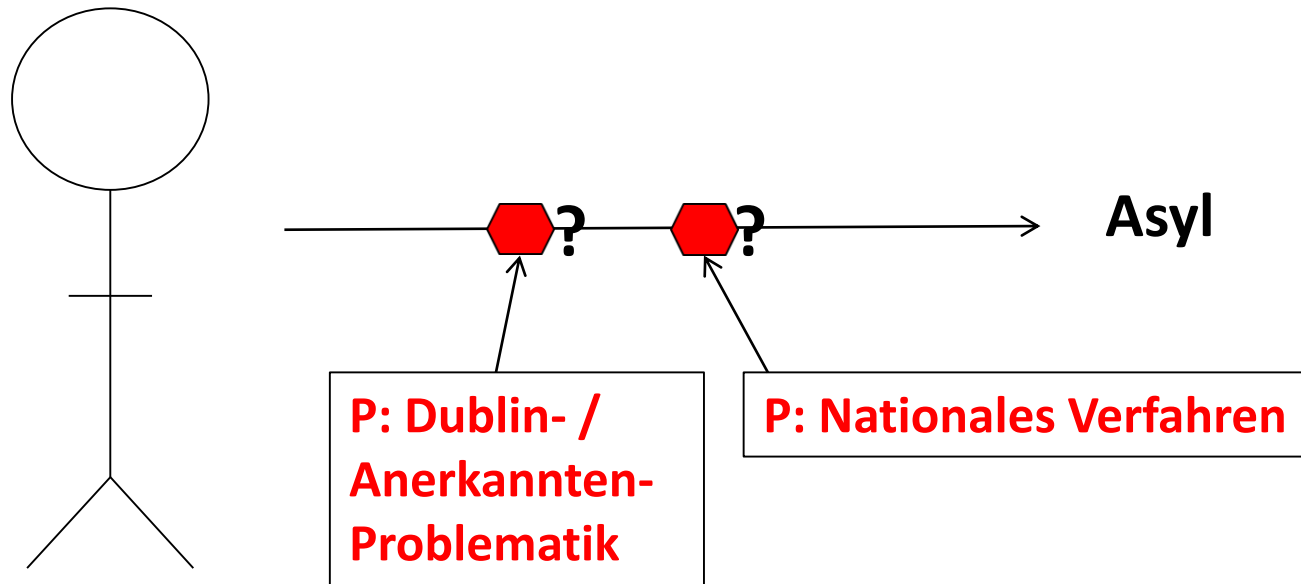 ? ? Asyl
P: Dublin- /
Anerkannten-
Problematik
P: Nationales Verfahren